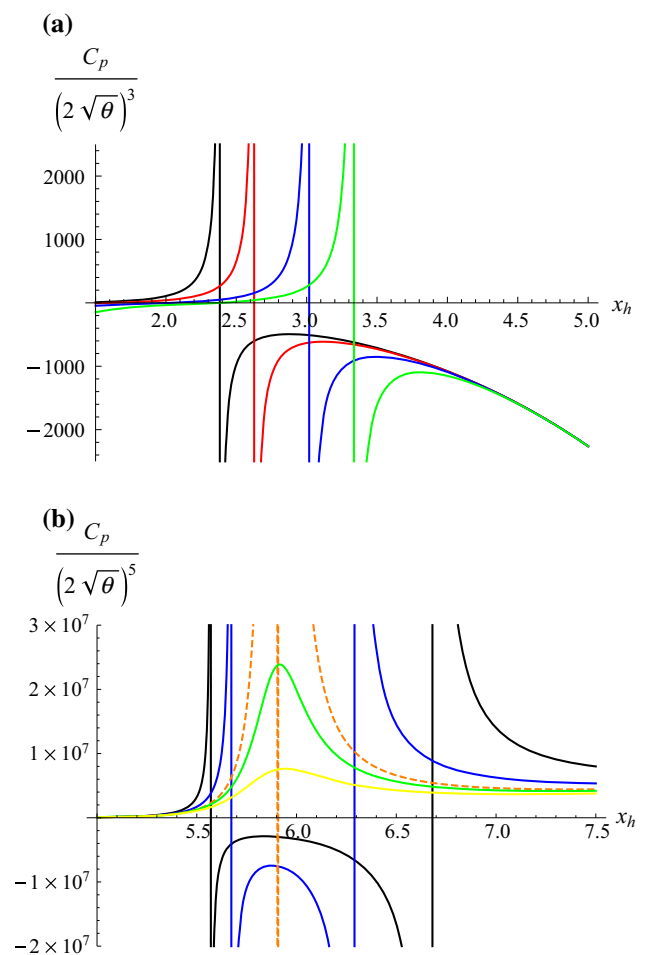 (a)
C_p
(2 √θ)^3
2000
1000
2.0 2.5 3.0 3.5 4.0 4.5 5.0 x_h
−1000
−2000
(b)
C_p
(2 √θ)^5
3 × 10^7
2 × 10^7
1 × 10^7
5.5 6.0 6.5 7.0 7.5 x_h
−1 × 10^7
−2 × 10^7